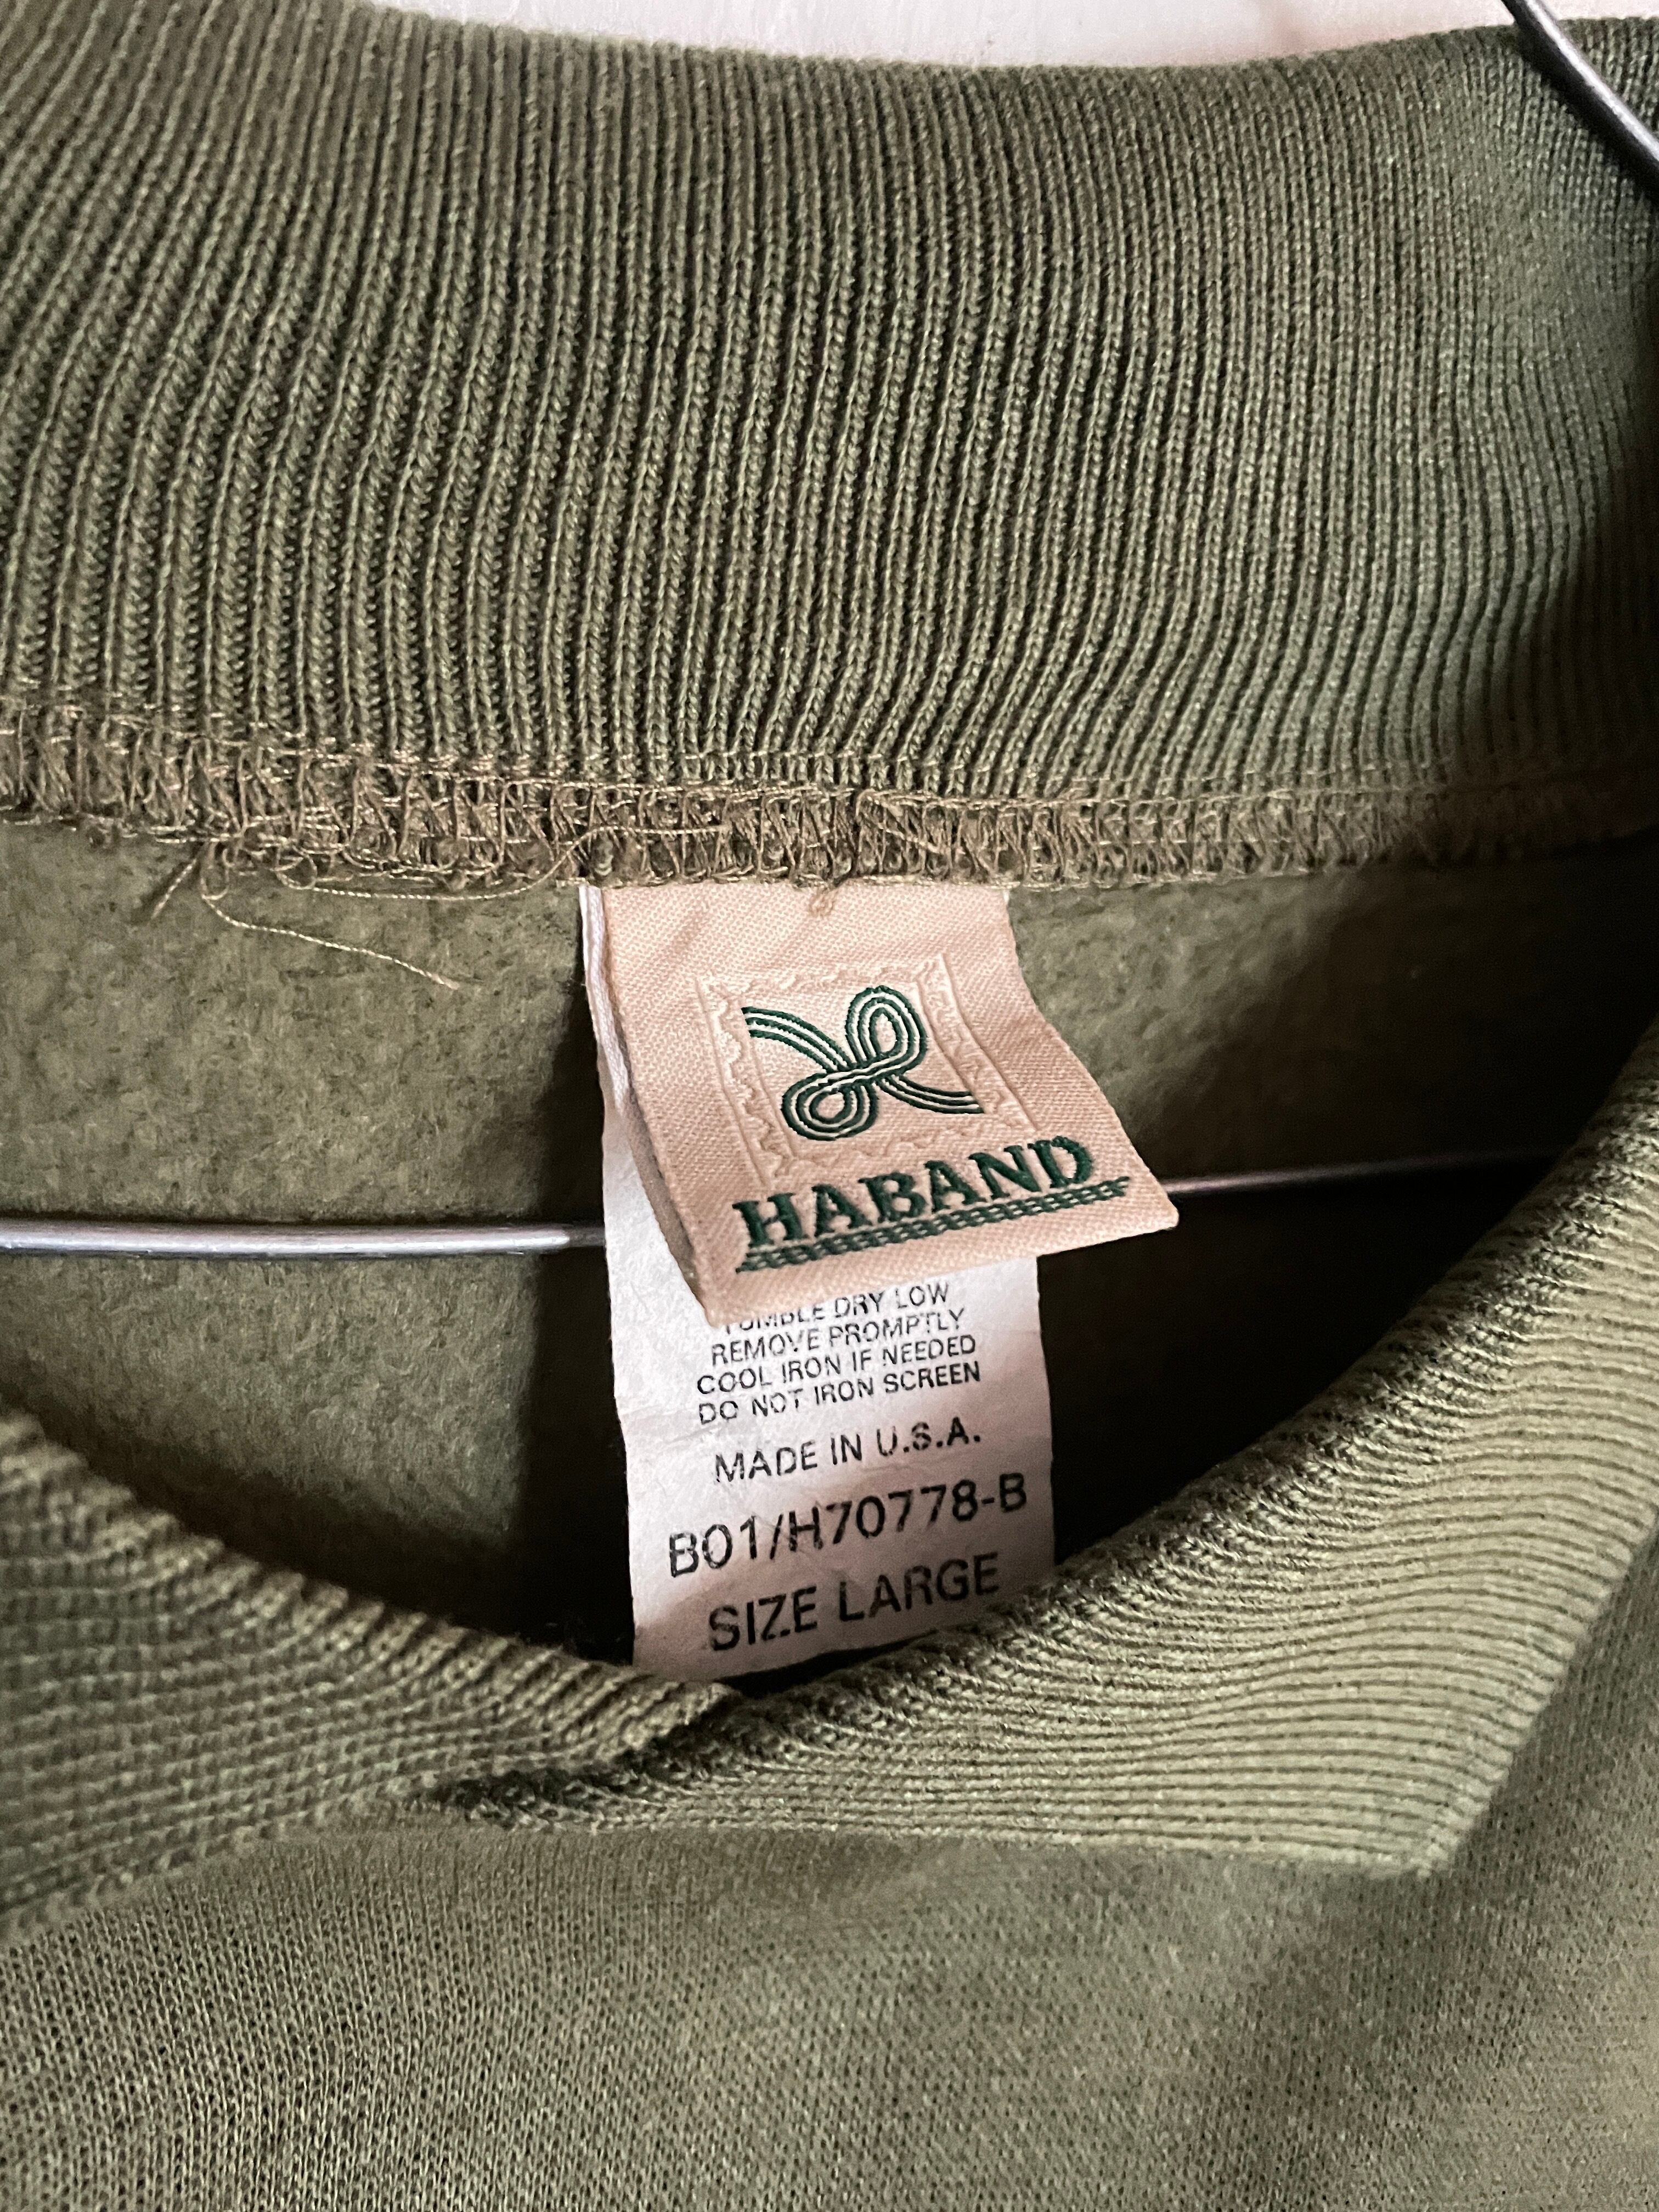 HABAND
TUMBLE DRY LOW
REMOVE PROMPTLY
COOL IRON IF NEEDED
DO NOT IRON SCREEN
MADE IN U.S.A.
B01/H70778-B
SIZE LARGE